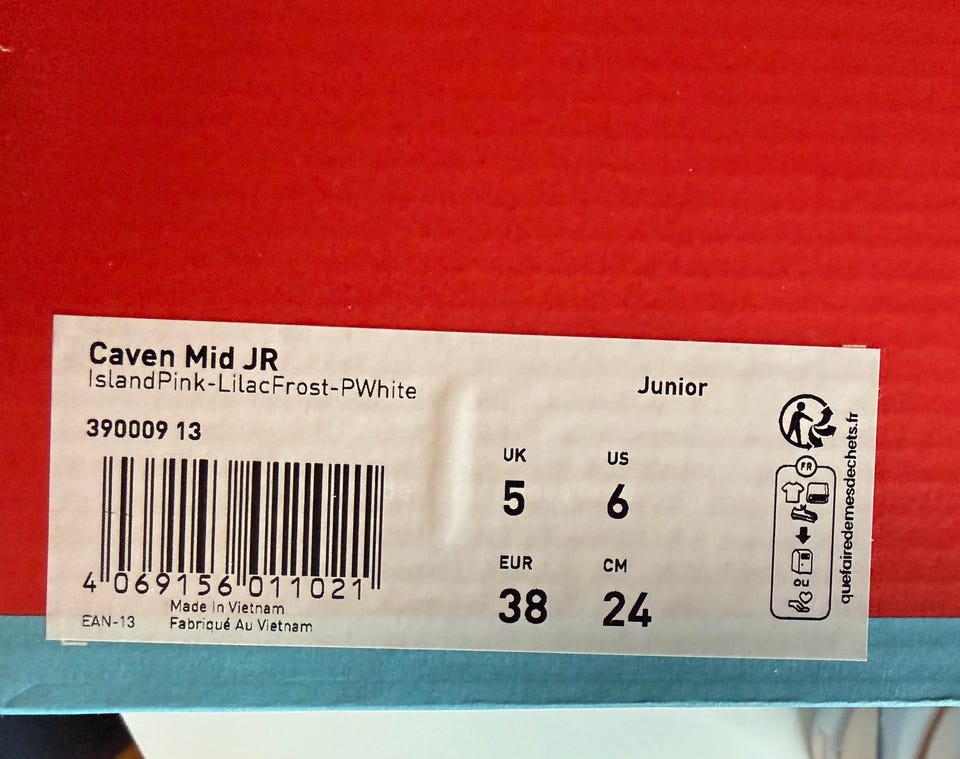 Caven Mid JR
IslandPink-LilacFrost-PWhite
Junior
390009 13
UK
US
5
6
EUR
CM
38
24
4 069156 011021
Made In Vietnam
EAN-13
Fabriqué Au Vietnam
FR
ou
quefairedemesdechets.fr